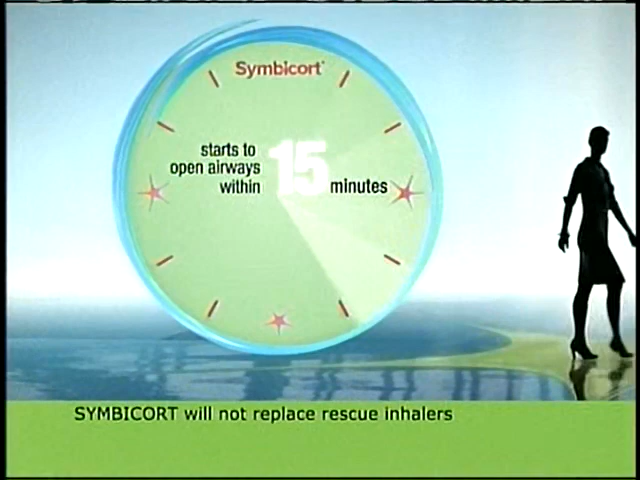 Symbicort®
starts to
open airways
within
15
minutes
SYMBICORT will not replace rescue inhalers